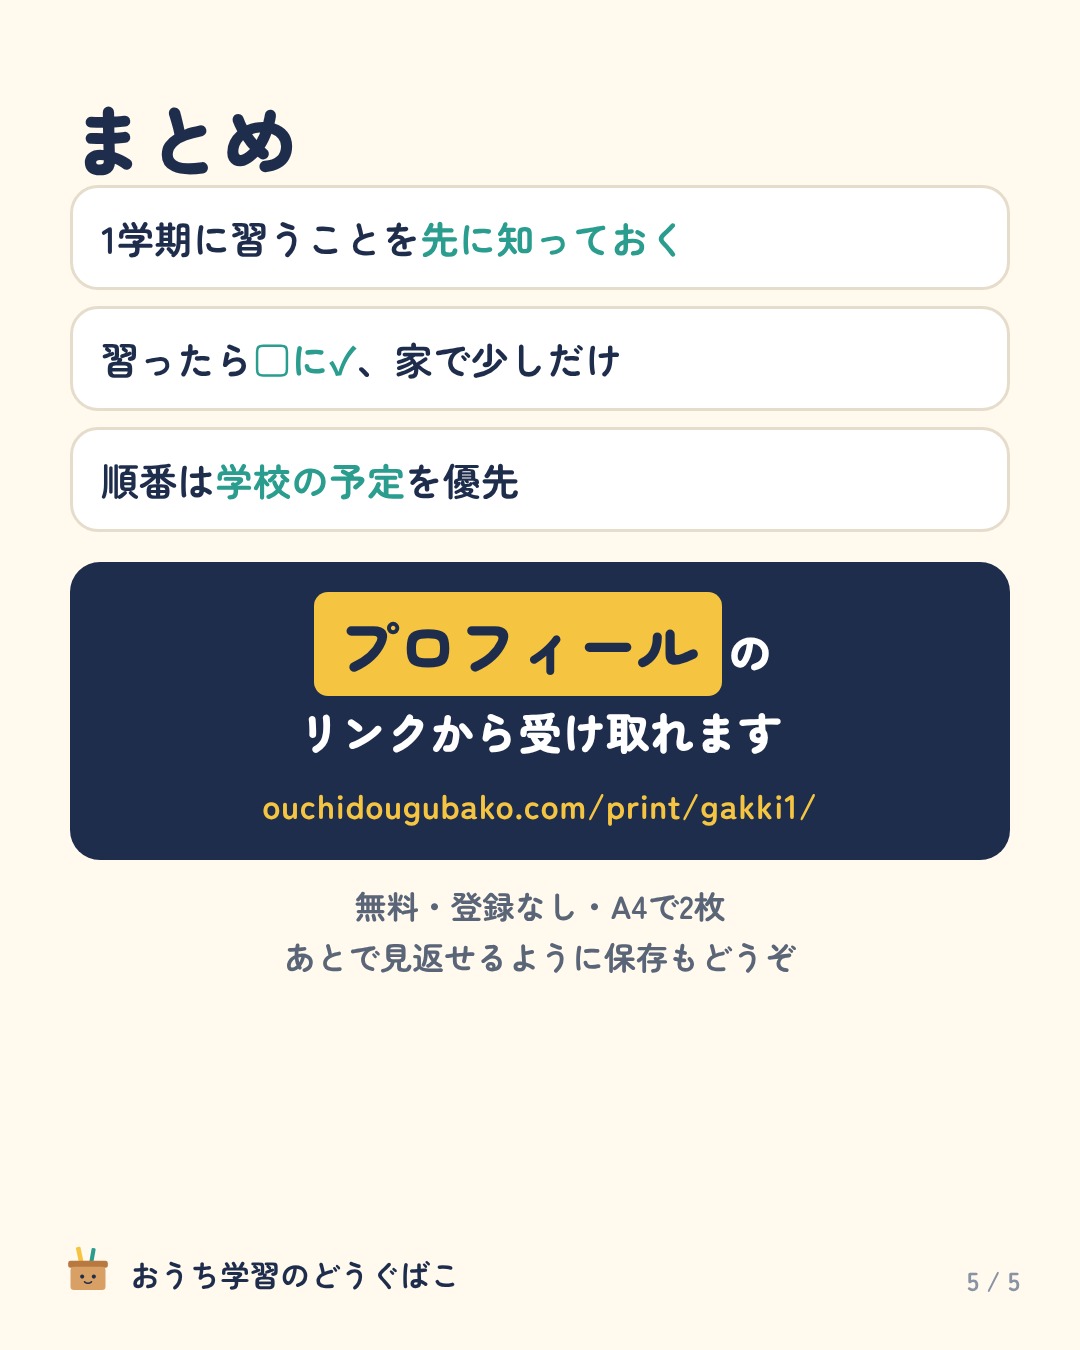 まとめ
1学期に習うことを先に知っておく
習ったら□に✓、家で少しだけ
順番は学校の予定を優先
プロフィールの
リンクから受け取れます
ouchidougubako.com/print/gakki1/
無料・登録なし・A4で2枚
あとで見返せるように保存もどうぞ
おうち学習のどうぐばこ
5 / 5